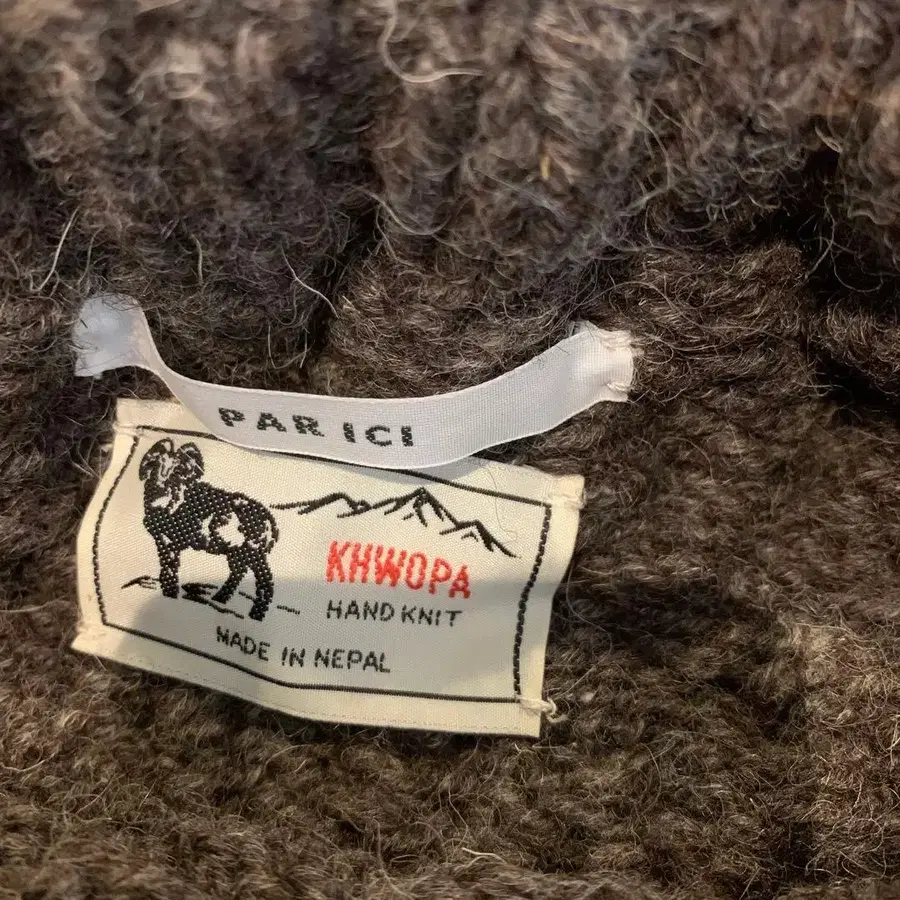 PAR ICI
KHWOPA
HAND KNIT
MADE IN NEPAL